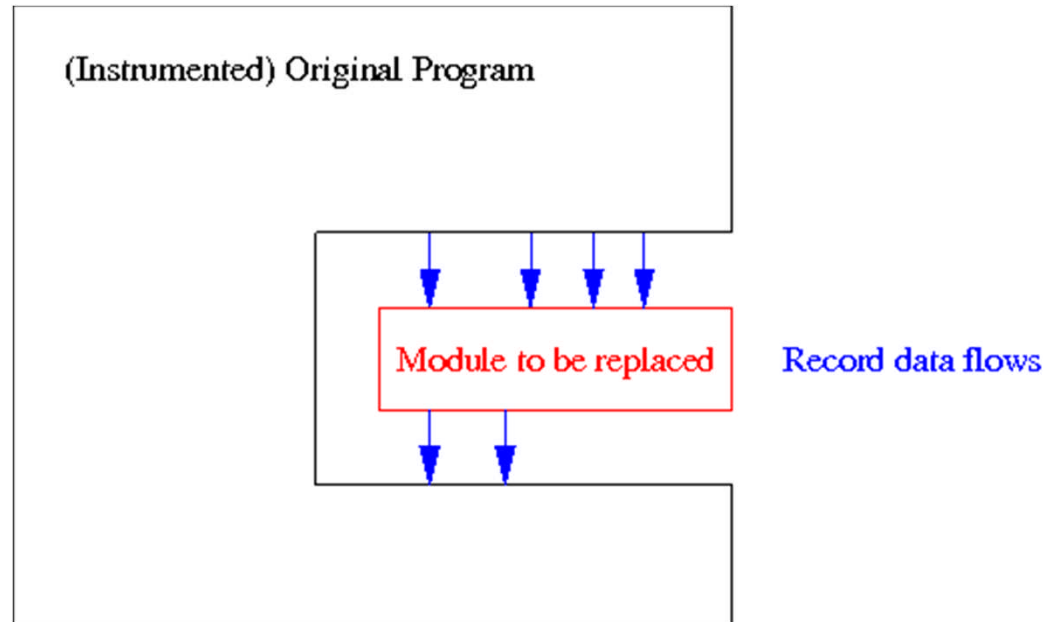 (Instrumented) Original Program
Module to be replaced
Record data flows